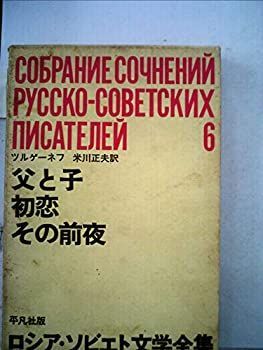 СОБРАНИЕ СОЧНЕНИЙ
РУССКО-СОВЕТСКИХ
ПИСАТЕЛЕЙ 6
ツルゲーネフ 米川正夫訳
父と子
初恋
その前夜
平凡社版
ロシア・ソビエト文学全集